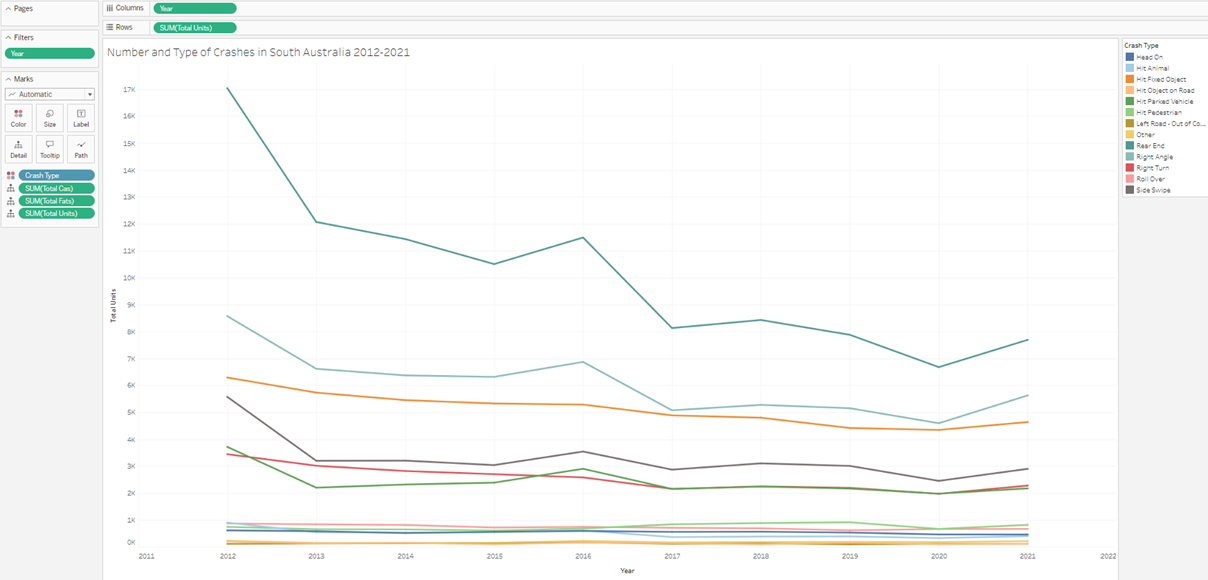 Pages
Columns
Year
Rows
SUM(Total Units)
Filters
Year
Marks
Automatic
Color
Size
Label
Detail
Tooltip
Path
Crash Type
SUM(Total Cas)
SUM(Total Fats)
SUM(Total Units)
Number and Type of Crashes in South Australia 2012-2021
Total Units
17K
16K
15K
14K
13K
12K
11K
10K
9K
8K
7K
6K
5K
4K
3K
2K
1K
0K
2011 2012 2013 2014 2015 2016 2017 2018 2019 2020 2021 2022
Year
Crash Type
Head On
Hit Animal
Hit Fixed Object
Hit Object on Road
Hit Parked Vehicle
Hit Pedestrian
Left Road - Out of Co...
Other
Rear End
Right Angle
Right Turn
Roll Over
Side Swipe